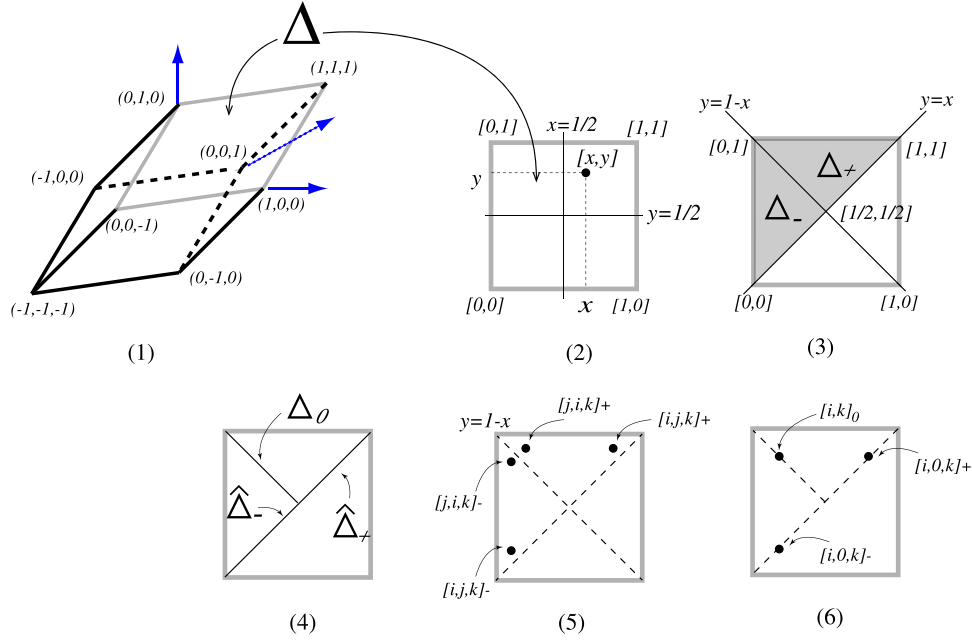 Δ
(1,1,1)
(0,1,0)
(0,0,1)
(-1,0,0)
(1,0,0)
(0,0,-1)
(0,-1,0)
(-1,-1,-1)
(1)
[0,1]
x=1/2
[1,1]
[x,y]
y
y=1/2
[0,0]
x
[1,0]
(2)
y=1-x
y=x
[0,1]
[1,1]
Δ+
Δ-
[1/2,1/2]
[0,0]
[1,0]
(3)
Δ0
Δ̂-
Δ̂+
(4)
y=1-x
[j,i,k]+
[i,j,k]+
[j,i,k]-
[i,j,k]-
(5)
[i,k]0
[i,0,k]+
[i,0,k]-
(6)